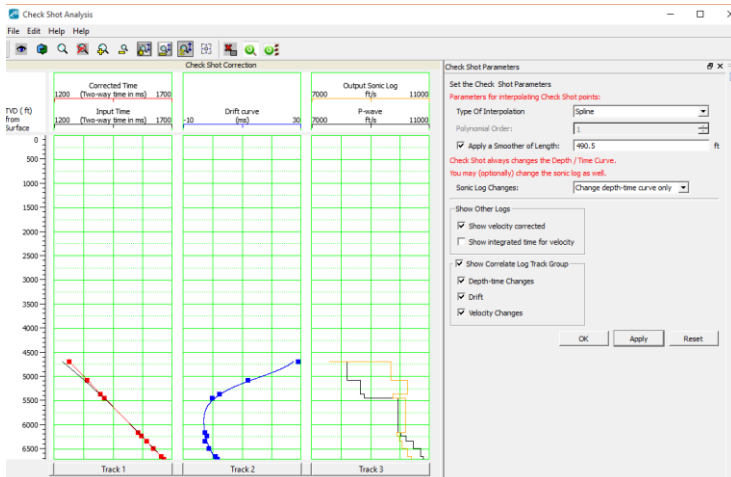 Check Shot Analysis
File Edit Help Help
Check Shot Correction
Corrected Time
1200 (Two-way time in ms) 1700
Input Time
1200 (Two-way time in ms) 1700
Drift curve
-10 (ms) 30
Output Sonic Log
7000 ft/s 11000
P-wave
7000 ft/s 11000
TVD (ft)
from
Surface
0
500
1000
1500
2000
2500
3000
3500
4000
4500
5000
5500
6000
6500
Track 1
Track 2
Track 3
Check Shot Parameters
Set the Check Shot Parameters
Parameters for interpolating Check Shot points:
Type Of Interpolation Spline
Polynomial Order: 1
Apply a Smoother of Length: 490.5 ft
Check Shot always changes the Depth / Time Curve.
You may (optionally) change the sonic log as well.
Sonic Log Changes: Change depth-time curve only
Show Other Logs
Show velocity corrected
Show integrated time for velocity
Show Correlate Log Track Group
Depth-time Changes
Drift
Velocity Changes
OK Apply Reset